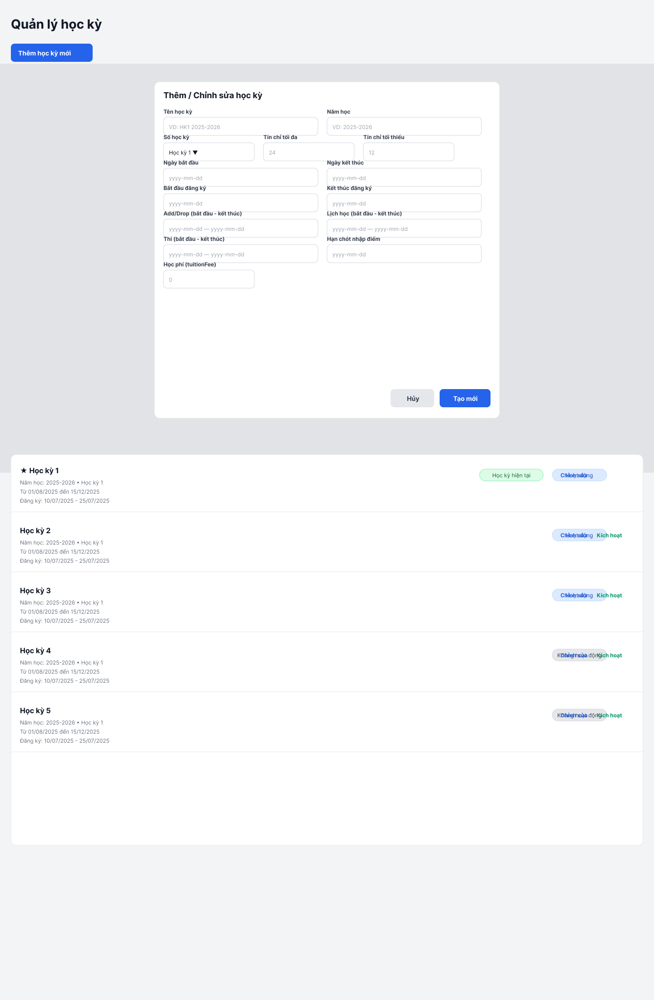 Quản lý học kỳ
Thêm học kỳ mới
Thêm / Chỉnh sửa học kỳ
Tên học kỳ Năm học
VD: HK1 2025-2026 VD: 2025-2026
Số học kỳ Tín chỉ tối đa Tín chỉ tối thiểu
Học kỳ 1 ▼ 24 12
Ngày bắt đầu Ngày kết thúc
yyyy-mm-dd yyyy-mm-dd
Bắt đầu đăng ký Kết thúc đăng ký
yyyy-mm-dd yyyy-mm-dd
Add/Drop (bắt đầu - kết thúc) Lịch học (bắt đầu - kết thúc)
yyyy-mm-dd — yyyy-mm-dd yyyy-mm-dd — yyyy-mm-dd
Thi (bắt đầu - kết thúc) Hạn chót nhập điểm
yyyy-mm-dd — yyyy-mm-dd yyyy-mm-dd
Học phí (tuitionFee)
0
Hủy Tạo mới
★ Học kỳ 1
Học kỳ hiện tại Hoạt động Chỉnh sửa
Năm học: 2025-2026 • Học kỳ 1
Từ 01/08/2025 đến 15/12/2025
Đăng ký: 10/07/2025 - 25/07/2025
Học kỳ 2
Hoạt động Chỉnh sửa Kích hoạt
Năm học: 2025-2026 • Học kỳ 1
Từ 01/08/2025 đến 15/12/2025
Đăng ký: 10/07/2025 - 25/07/2025
Học kỳ 3
Hoạt động Chỉnh sửa Kích hoạt
Năm học: 2025-2026 • Học kỳ 1
Từ 01/08/2025 đến 15/12/2025
Đăng ký: 10/07/2025 - 25/07/2025
Học kỳ 4
Không hoạt động Chỉnh sửa Kích hoạt
Năm học: 2025-2026 • Học kỳ 1
Từ 01/08/2025 đến 15/12/2025
Đăng ký: 10/07/2025 - 25/07/2025
Học kỳ 5
Không hoạt động Chỉnh sửa Kích hoạt
Năm học: 2025-2026 • Học kỳ 1
Từ 01/08/2025 đến 15/12/2025
Đăng ký: 10/07/2025 - 25/07/2025